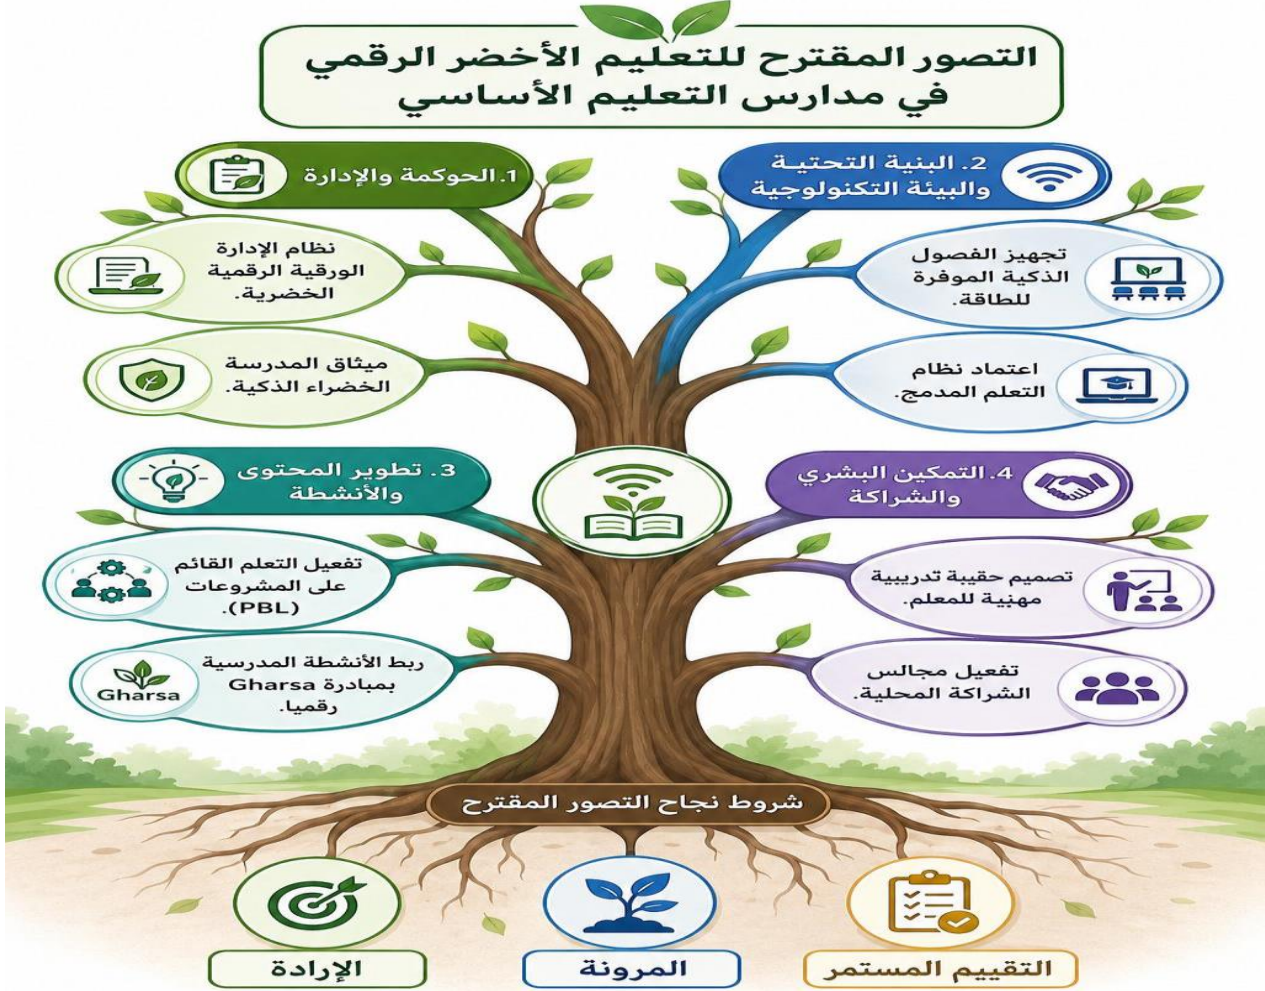 التصور المقترح للتعليم الأخضر الرقمي
في مدارس التعليم الأساسي
1. الحوكمة والإدارة
نظام الإدارة
الورقية الرقمية
الخضرية.
ميثاق المدرسة
الخضراء الذكية.
2. البنية التحتية
والبيئة التكنولوجية
تجهيز الفصول
الذكية الموفرة
للطاقة.
اعتماد نظام
التعلم المدمج.
3. تطوير المحتوى
والأنشطة
تفعيل التعلم القائم
على المشروعات
(PBL).
ربط الأنشطة المدرسية
بمبادرة Gharsa
رقميا.
Gharsa
4. التمكين البشري
والشراكة
تصميم حقيبة تدريبية
مهنية للمعلم.
تفعيل مجالس
الشراكة المحلية.
شروط نجاح التصور المقترح
التقييم المستمر
المرونة
الإرادة